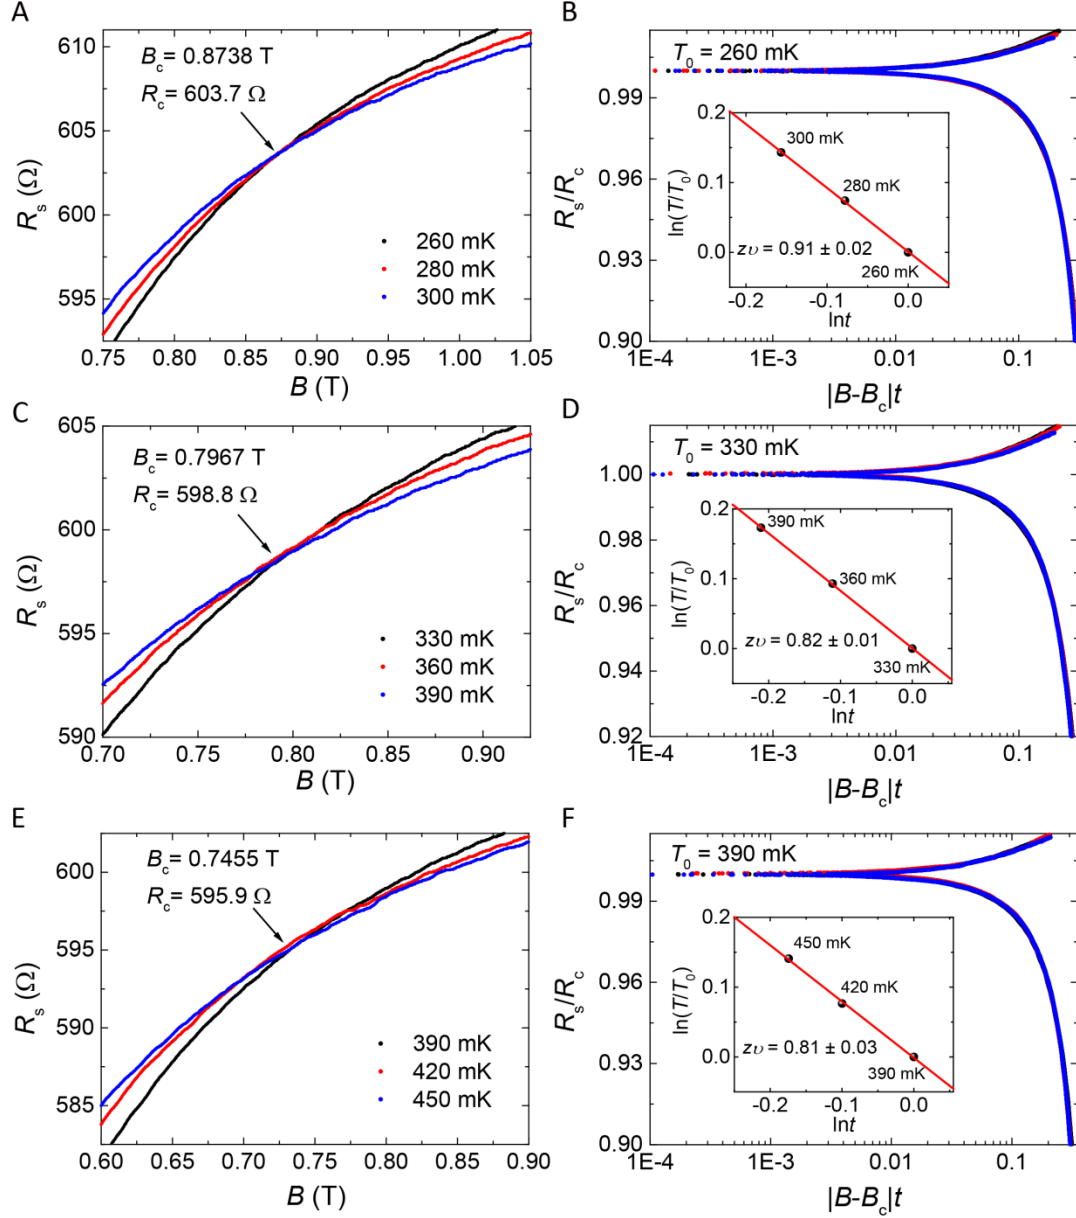 A
B_c = 0.8738 T
R_c = 603.7 Ω
610
605
600
595
R_s (Ω)
260 mK
280 mK
300 mK
0.75 0.80 0.85 0.90 0.95 1.00 1.05
B (T)
B
T_0 = 260 mK
0.99
0.96
0.93
0.90
R_s/R_c
0.2
0.1
0.0
ln(T/T_0)
300 mK
280 mK
zν = 0.91 ± 0.02
260 mK
-0.2 -0.1 0.0
lnt
1E-4 1E-3 0.01 0.1
|B-B_c|t
C
B_c = 0.7967 T
R_c = 598.8 Ω
605
600
595
590
R_s (Ω)
330 mK
360 mK
390 mK
0.70 0.75 0.80 0.85 0.90
B (T)
D
T_0 = 330 mK
1.00
0.98
0.96
0.94
0.92
R_s/R_c
0.2
0.1
0.0
ln(T/T_0)
390 mK
360 mK
zν = 0.82 ± 0.01
330 mK
-0.2 -0.1 0.0
lnt
1E-4 1E-3 0.01 0.1
|B-B_c|t
E
B_c = 0.7455 T
R_c = 595.9 Ω
600
595
590
585
R_s (Ω)
390 mK
420 mK
450 mK
0.60 0.65 0.70 0.75 0.80 0.85 0.90
B (T)
F
T_0 = 390 mK
0.99
0.96
0.93
0.90
R_s/R_c
0.2
0.1
0.0
ln(T/T_0)
450 mK
420 mK
zν = 0.81 ± 0.03
390 mK
-0.2 -0.1 0.0
lnt
1E-4 1E-3 0.01 0.1
|B-B_c|t